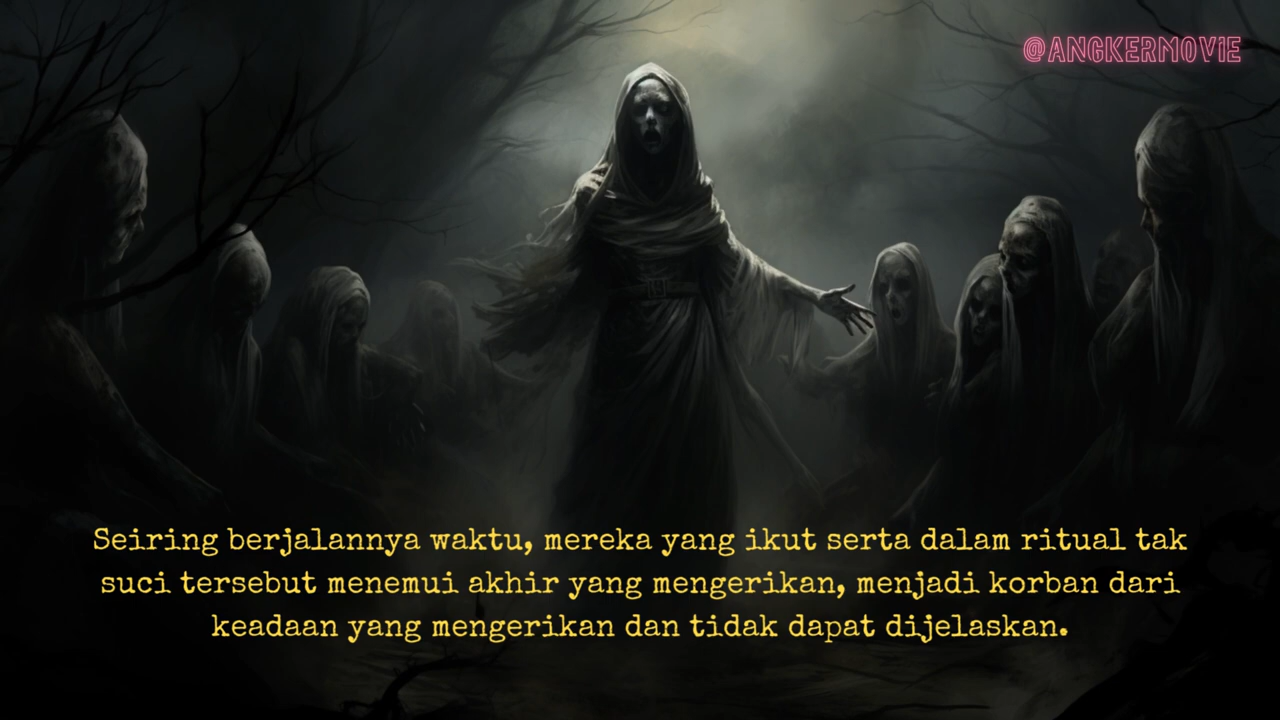 @ANGKERMOVIE
Seiring berjalannya waktu, mereka yang ikut serta dalam ritual tak
suci tersebut menemui akhir yang mengerikan, menjadi korban dari
keadaan yang mengerikan dan tidak dapat dijelaskan.